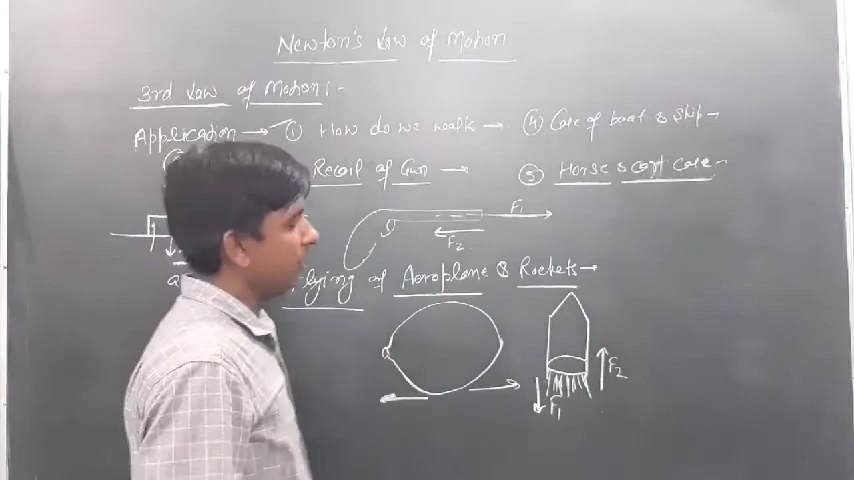 Newton's Law of Motion
3rd Law of Motion :-
Application → ① How do we walk →
④ Case of boat & ship →
Recoil of Gun →
⑤ Horse & cart case →
F₁
F₂
of Aeroplane & Rockets →
F₂
F₁